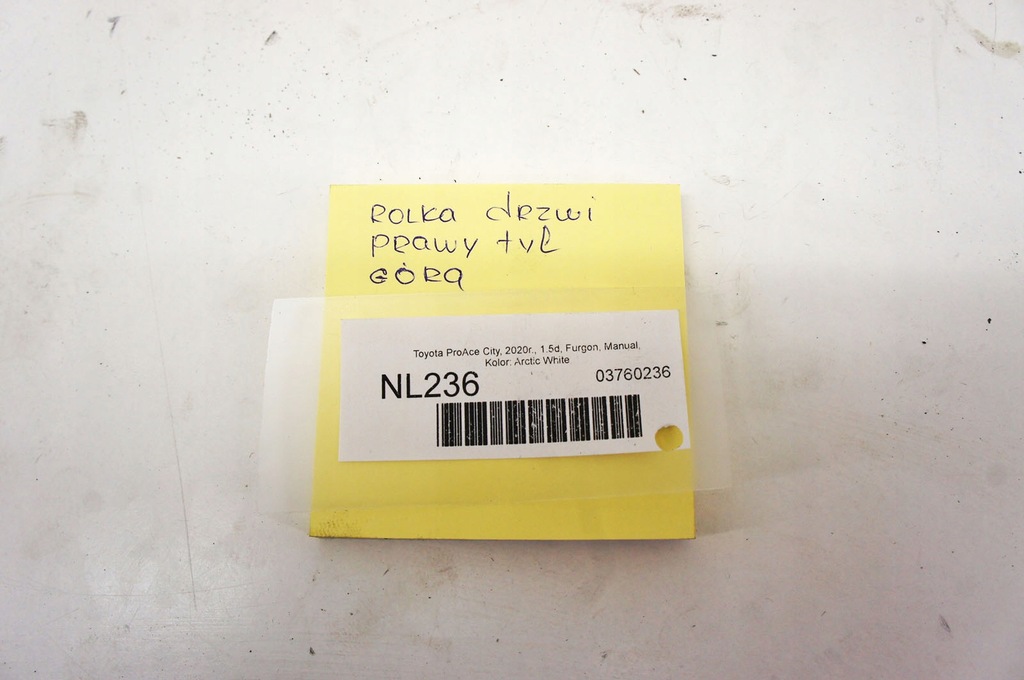 ROLKA drzwi
PRAWY tył
GÓRA
Toyota ProAce City, 2020r., 1.5d, Furgon, Manual,
Kolor: Arctic White
NL236
03760236